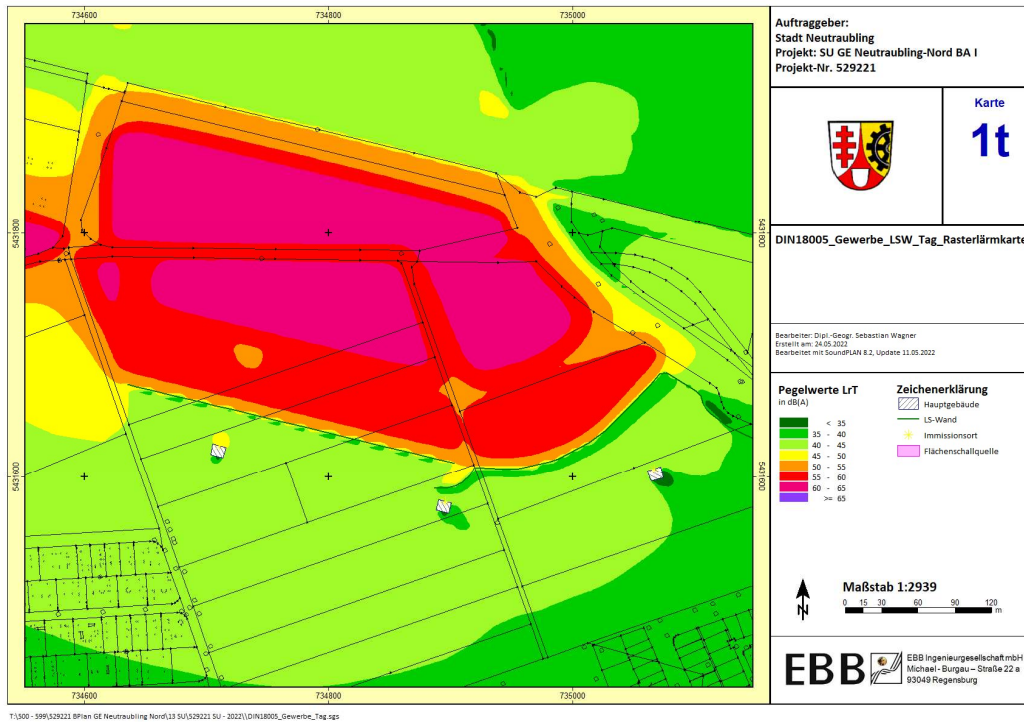 734600 734800 735000
5431800 5431800
5431600 5431600
734600 734800 735000
Auftraggeber:
Stadt Neutraubling
Projekt: SU GE Neutraubling-Nord BA I
Projekt-Nr. 529221
Karte
1t
DIN18005_Gewerbe_LSW_Tag_Rasterlärmkarte
Bearbeiter: Dipl.-Geogr. Sebastian Wagner
Erstellt am: 24.05.2022
Bearbeitet mit SoundPLAN 8.2, Update 11.05.2022
Pegelwerte LrT
in dB(A)
< 35
35 - 40
40 - 45
45 - 50
50 - 55
55 - 60
60 - 65
>= 65
Zeichenerklärung
Hauptgebäude
LS-Wand
Immissionsort
Flächenschallquelle
N
Maßstab 1:2939
0 15 30 60 90 120
m
EBB
EBB Ingenieurgesellschaft mbH
Michael - Burgau – Straße 22 a
93049 Regensburg
T:\500 - 599\529221 BPlan GE Neutraubling Nord\13 SU\529221 SU - 2022\\DIN18005_Gewerbe_Tag.sgs